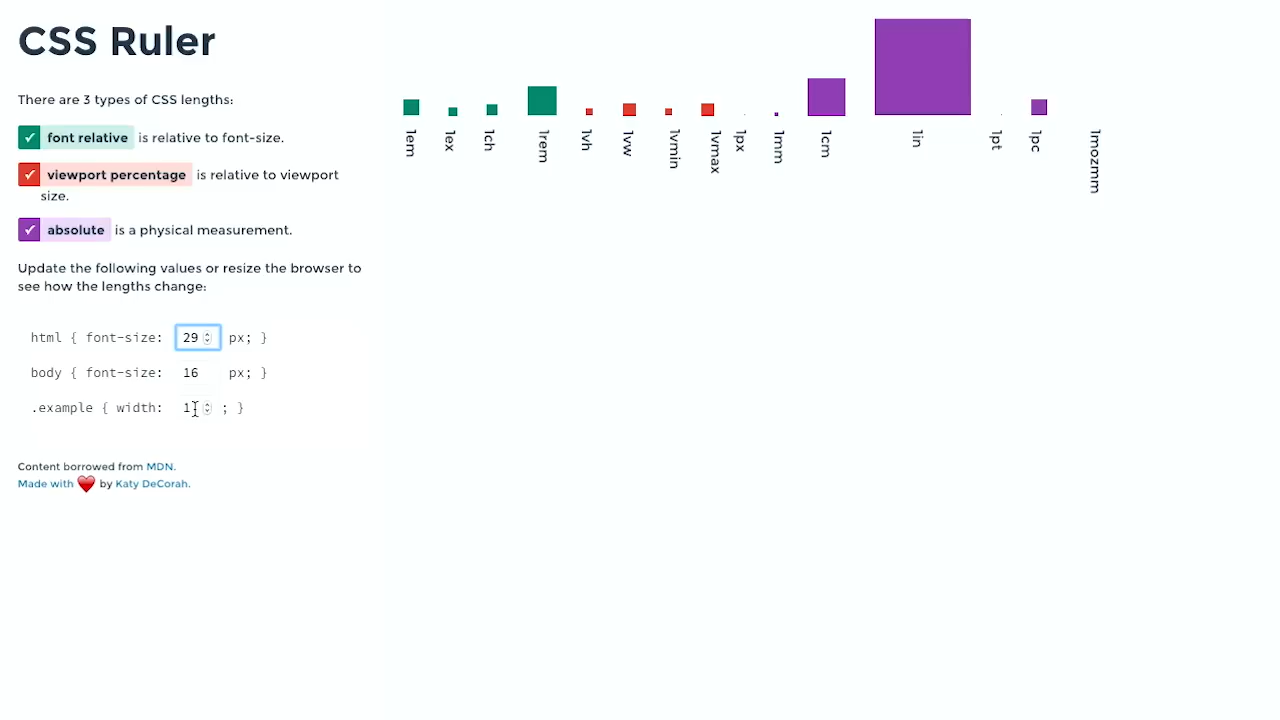 CSS Ruler
There are 3 types of CSS lengths:
✓ font relative is relative to font-size.
✓ viewport percentage is relative to viewport
size.
✓ absolute is a physical measurement.
Update the following values or resize the browser to
see how the lengths change:
html { font-size: 29 px; }
body { font-size: 16 px; }
.example { width: 1 ; }
Content borrowed from MDN.
Made with ❤️ by Katy DeCorah.
1em
1ex
1ch
1rem
1vh
1vw
1vmin
1vmax
1px
1mm
1cm
1in
1pt
1pc
1mozmm